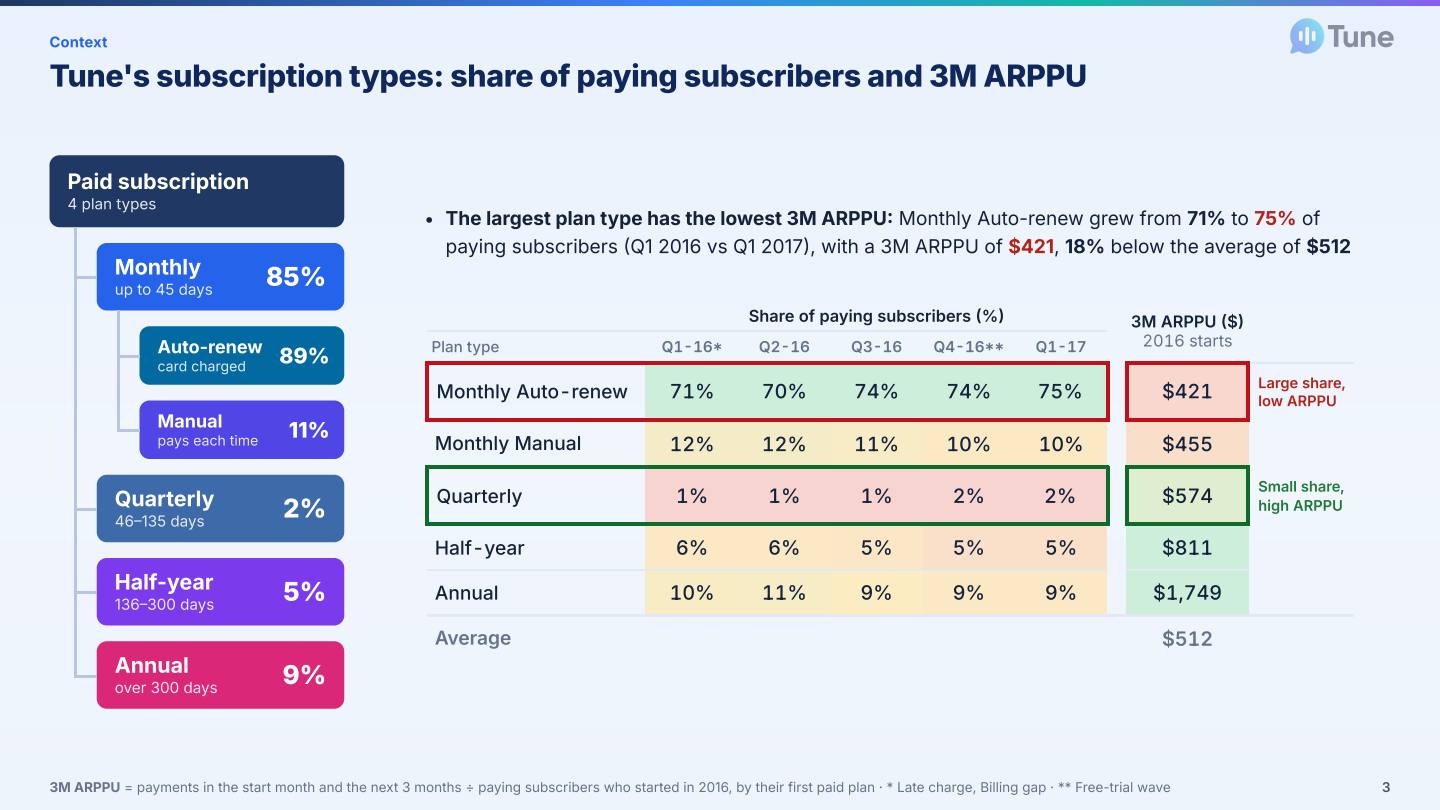 Context
Tune
Tune's subscription types: share of paying subscribers and 3M ARPPU
Paid subscription
4 plan types
Monthly
up to 45 days
85%
Auto-renew
card charged
89%
Manual
pays each time
11%
Quarterly
46–135 days
2%
Half-year
136–300 days
5%
Annual
over 300 days
9%
• The largest plan type has the lowest 3M ARPPU: Monthly Auto-renew grew from 71% to 75% of
paying subscribers (Q1 2016 vs Q1 2017), with a 3M ARPPU of $421, 18% below the average of $512
Share of paying subscribers (%)
3M ARPPU ($)
2016 starts
Plan type Q1-16* Q2-16 Q3-16 Q4-16** Q1-17
Monthly Auto-renew 71% 70% 74% 74% 75% $421
Large share,
low ARPPU
Monthly Manual 12% 12% 11% 10% 10% $455
Quarterly 1% 1% 1% 2% 2% $574
Small share,
high ARPPU
Half-year 6% 6% 5% 5% 5% $811
Annual 10% 11% 9% 9% 9% $1,749
Average $512
3M ARPPU = payments in the start month and the next 3 months ÷ paying subscribers who started in 2016, by their first paid plan · * Late charge, Billing gap · ** Free-trial wave
3